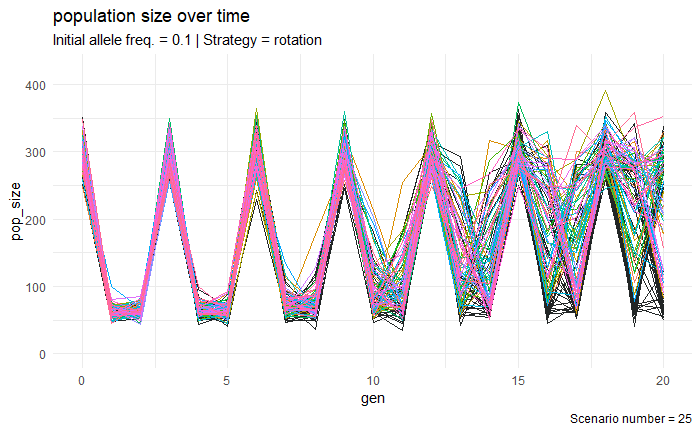 population size over time
Initial allele freq. = 0.1 | Strategy = rotation
400
300
200
100
0
pop_size
0
5
10
15
20
gen
Scenario number = 25